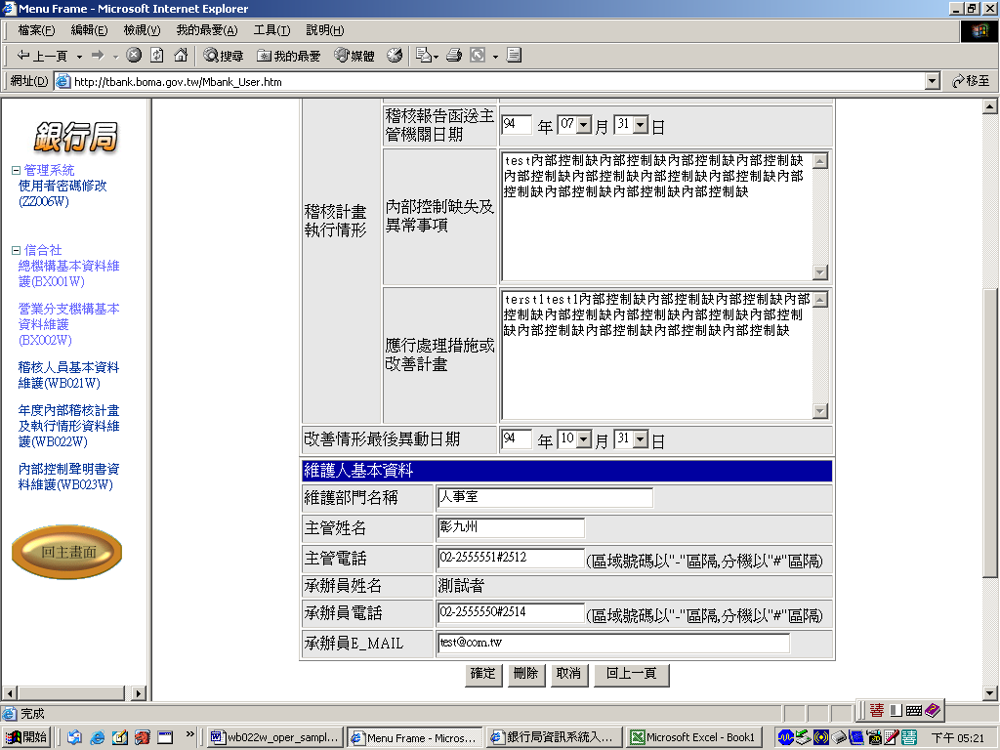 Menu Frame - Microsoft Internet Explorer
檔案(F) 編輯(E) 檢視(V) 我的最愛(A) 工具(T) 說明(H)
上一頁 搜尋 我的最愛 媒體
網址(D) http://tbank.boma.gov.tw/Mbank_User.htm 移至
銀行局
管理系統
使用者密碼修改
(ZZ006W)
信合社
總機構基本資料維
護(BX001W)
營業分支機構基本
資料維護
(BX002W)
稽核人員基本資料
維護(WB021W)
年度內部稽核計畫
及執行情形資料維
護(WB022W)
內部控制聲明書資
料維護(WB023W)
回主畫面
稽核計畫
執行情形
稽核報告函送主
管機關日期
94 年 07 月 31 日
內部控制缺失及
異常事項
test內部控制缺內部控制缺內部控制缺內部控制缺
內部控制缺內部控制缺內部控制缺內部控制缺內部
控制缺內部控制缺內部控制缺內部控制缺
應行處理措施或
改善計畫
terst1test1內部控制缺內部控制缺內部控制缺內部
控制缺內部控制缺內部控制缺內部控制缺內部控制
缺內部控制缺內部控制缺內部控制缺內部控制缺
改善情形最後異動日期 94 年 10 月 31 日
維護人基本資料
維護部門名稱 人事室
主管姓名 彰九州
主管電話 02-2555551#2512 (區域號碼以"-"區隔,分機以"#"區隔)
承辦員姓名 測試者
承辦員電話 02-2555550#2514 (區域號碼以"-"區隔,分機以"#"區隔)
承辦員E_MAIL test@com.tw
確定 刪除 取消 回上一頁
完成
開始 wb022w_oper_sampl... Menu Frame - Micros... 銀行局資訊系統入... Microsoft Excel - Book1 下午 05:21